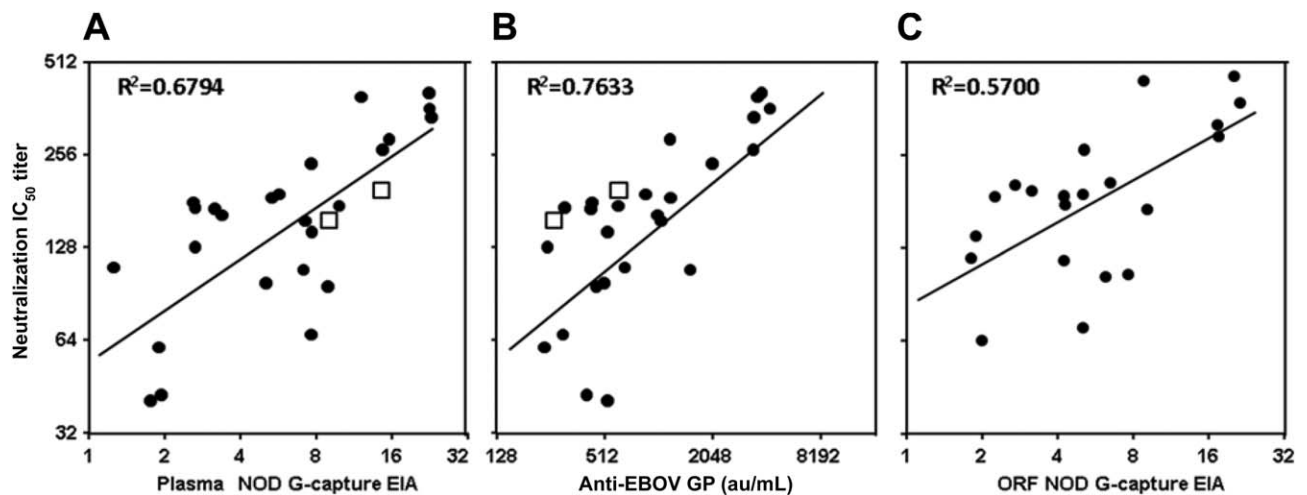 A
B
C
R²=0.6794
R²=0.7633
R²=0.5700
Neutralization IC₅₀ titer
512
256
128
64
32
1 2 4 8 16 32
128 512 2048 8192
1 2 4 8 16 32
Plasma NOD G-capture EIA
Anti-EBOV GP (au/mL)
ORF NOD G-capture EIA